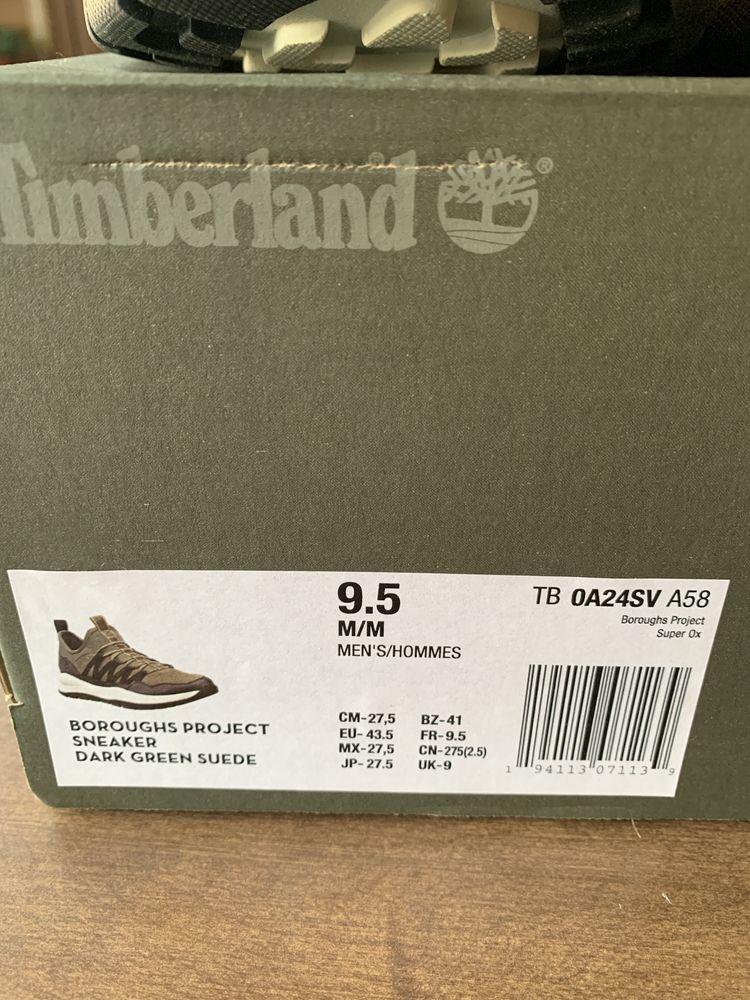 Timberland ®
9.5
M/M
MEN'S/HOMMES
TB 0A24SV A58
Boroughs Project
Super Ox
BOROUGHS PROJECT
SNEAKER
DARK GREEN SUEDE
CM-27,5 BZ-41
EU- 43.5 FR-9.5
MX-27,5 CN-275(2.5)
JP- 27.5 UK-9
1 94113 07113 9